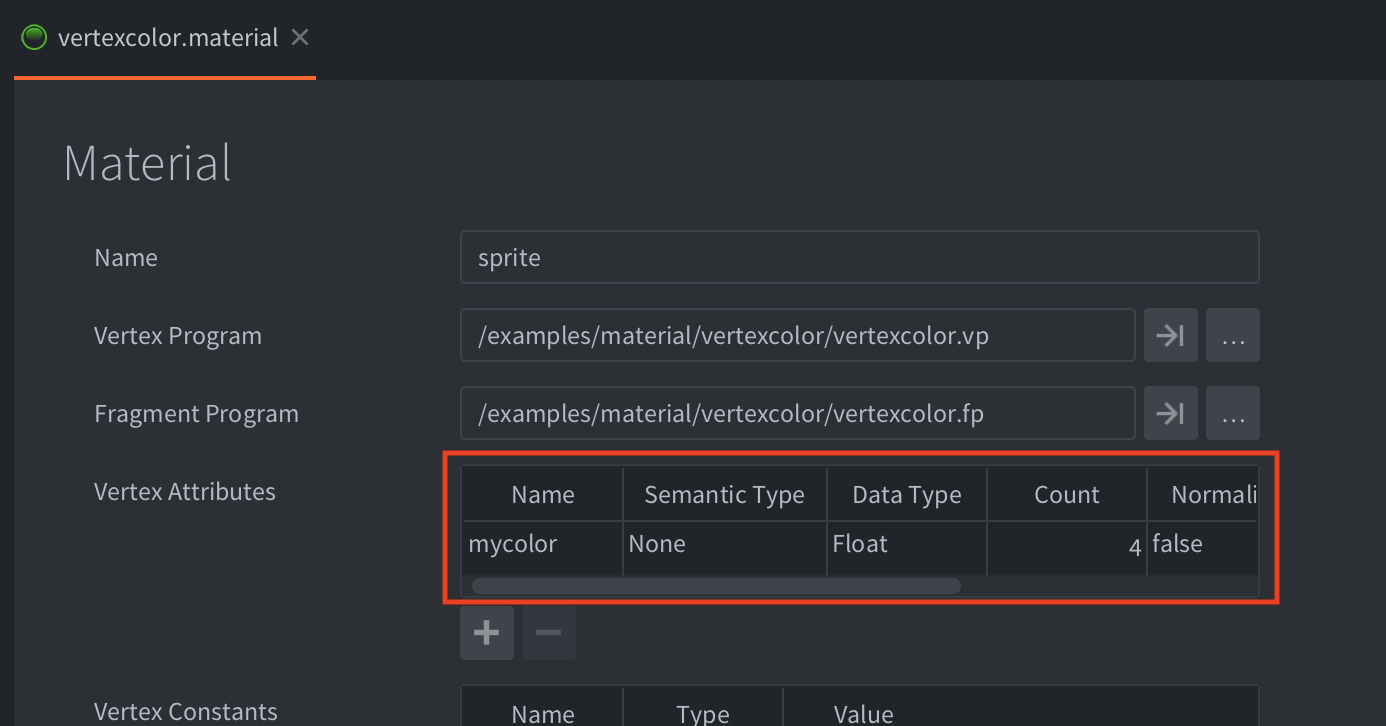 vertexcolor.material
Material
Name sprite
Vertex Program /examples/material/vertexcolor/vertexcolor.vp ...
Fragment Program /examples/material/vertexcolor/vertexcolor.fp ...
Vertex Attributes Name Semantic Type Data Type Count Normali
mycolor None Float 4 false
Vertex Constants Name Type Value